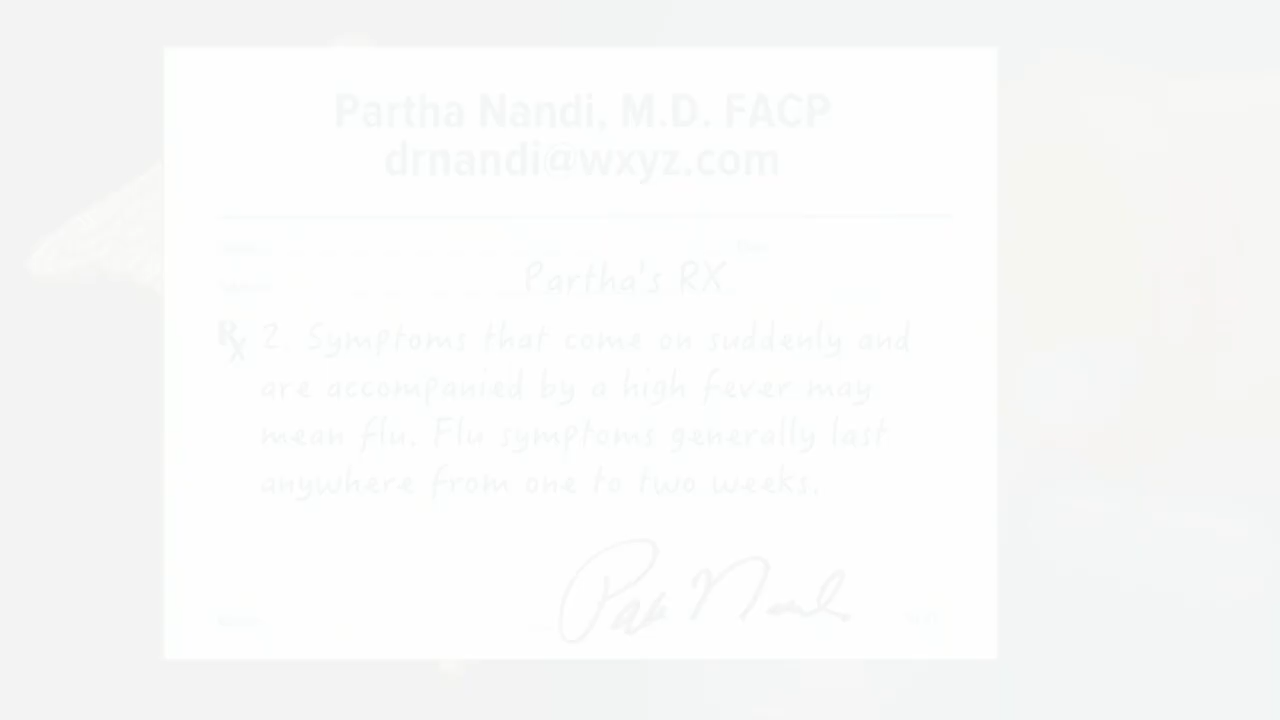 Partha Nandi, M.D. FACP
drnandi@wxyz.com
Partha's RX
Rx 2. Symptoms that come on suddenly and
are accompanied by a high fever may
mean flu. Flu symptoms generally last
anywhere from one to two weeks.